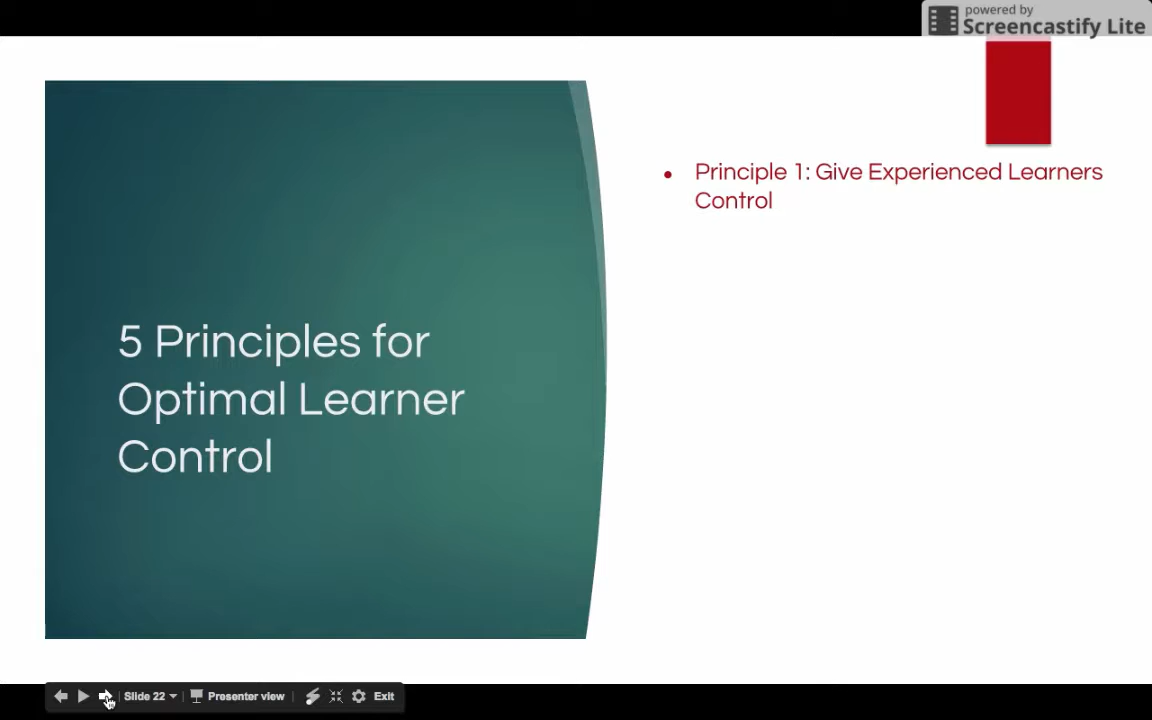 powered by
Screencastify Lite
• Principle 1: Give Experienced Learners
Control
5 Principles for
Optimal Learner
Control
Slide 22
Presenter view
Exit